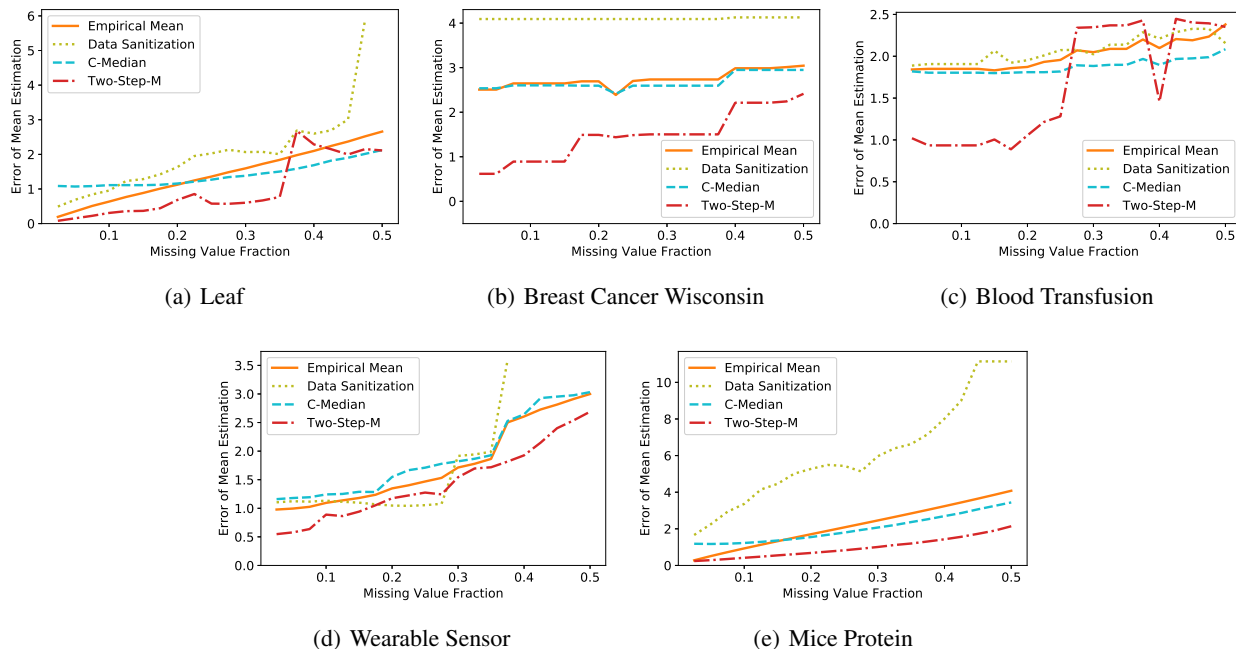 Error of Mean Estimation
6
5
4
3
2
1
0
Empirical Mean
Data Sanitization
C-Median
Two-Step-M
0.1
0.2
0.3
0.4
0.5
Missing Value Fraction
(a) Leaf
Error of Mean Estimation
4
3
2
1
0
Empirical Mean
Data Sanitization
C-Median
Two-Step-M
0.1
0.2
0.3
0.4
0.5
Missing Value Fraction
(b) Breast Cancer Wisconsin
Error of Mean Estimation
2.5
2.0
1.5
1.0
0.5
0.0
Empirical Mean
Data Sanitization
C-Median
Two-Step-M
0.1
0.2
0.3
0.4
0.5
Missing Value Fraction
(c) Blood Transfusion
Error of Mean Estimation
3.5
3.0
2.5
2.0
1.5
1.0
0.5
0.0
Empirical Mean
Data Sanitization
C-Median
Two-Step-M
0.1
0.2
0.3
0.4
0.5
Missing Value Fraction
(d) Wearable Sensor
Error of Mean Estimation
10
8
6
4
2
0
Empirical Mean
Data Sanitization
C-Median
Two-Step-M
0.1
0.2
0.3
0.4
0.5
Missing Value Fraction
(e) Mice Protein